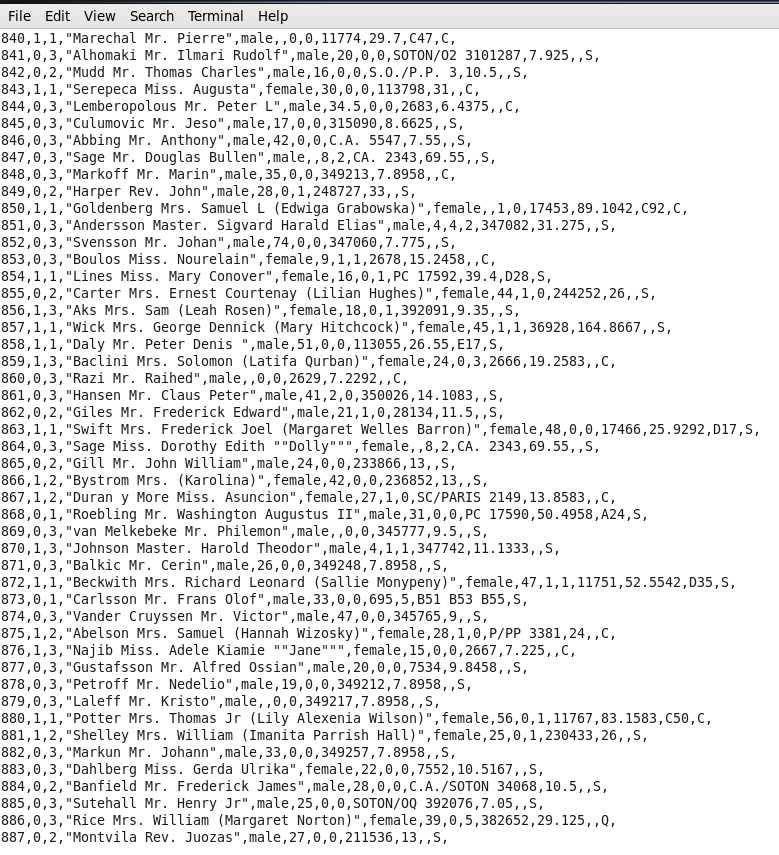 File Edit View Search Terminal Help
840,1,1,"Marechal Mr. Pierre",male,,0,0,11774,29.7,C47,C,
841,0,3,"Alhomaki Mr. Ilmari Rudolf",male,20,0,0,SOTON/O2 3101287,7.925,,S,
842,0,2,"Mudd Mr. Thomas Charles",male,16,0,0,S.O./P.P. 3,10.5,,S,
843,1,1,"Serepeca Miss. Augusta",female,30,0,0,113798,31,,C,
844,0,3,"Lemberopolous Mr. Peter L",male,34.5,0,0,2683,6.4375,,C,
845,0,3,"Culumovic Mr. Jeso",male,17,0,0,315090,8.6625,,S,
846,0,3,"Abbing Mr. Anthony",male,42,0,0,C.A. 5547,7.55,,S,
847,0,3,"Sage Mr. Douglas Bullen",male,,8,2,CA. 2343,69.55,,S,
848,0,3,"Markoff Mr. Marin",male,35,0,0,349213,7.8958,,C,
849,0,2,"Harper Rev. John",male,28,0,1,248727,33,,S,
850,1,1,"Goldenberg Mrs. Samuel L (Edwiga Grabowska)",female,,1,0,17453,89.1042,C92,C,
851,0,3,"Andersson Master. Sigvard Harald Elias",male,4,4,2,347082,31.275,,S,
852,0,3,"Svensson Mr. Johan",male,74,0,0,347060,7.775,,S,
853,0,3,"Boulos Miss. Nourelain",female,9,1,1,2678,15.2458,,C,
854,1,1,"Lines Miss. Mary Conover",female,16,0,1,PC 17592,39.4,D28,S,
855,0,2,"Carter Mrs. Ernest Courtenay (Lilian Hughes)",female,44,1,0,244252,26,,S,
856,1,3,"Aks Mrs. Sam (Leah Rosen)",female,18,0,1,392091,9.35,,S,
857,1,1,"Wick Mrs. George Dennick (Mary Hitchcock)",female,45,1,1,36928,164.8667,,S,
858,1,1,"Daly Mr. Peter Denis ",male,51,0,0,113055,26.55,E17,S,
859,1,3,"Baclini Mrs. Solomon (Latifa Qurban)",female,24,0,3,2666,19.2583,,C,
860,0,3,"Razi Mr. Raihed",male,,0,0,2629,7.2292,,C,
861,0,3,"Hansen Mr. Claus Peter",male,41,2,0,350026,14.1083,,S,
862,0,2,"Giles Mr. Frederick Edward",male,21,1,0,28134,11.5,,S,
863,1,1,"Swift Mrs. Frederick Joel (Margaret Welles Barron)",female,48,0,0,17466,25.9292,D17,S,
864,0,3,"Sage Miss. Dorothy Edith ""Dolly""",female,,8,2,CA. 2343,69.55,,S,
865,0,2,"Gill Mr. John William",male,24,0,0,233866,13,,S,
866,1,2,"Bystrom Mrs. (Karolina)",female,42,0,0,236852,13,,S,
867,1,2,"Duran y More Miss. Asuncion",female,27,1,0,SC/PARIS 2149,13.8583,,C,
868,0,1,"Roebling Mr. Washington Augustus II",male,31,0,0,PC 17590,50.4958,A24,S,
869,0,3,"van Melkebeke Mr. Philemon",male,,0,0,345777,9.5,,S,
870,1,3,"Johnson Master. Harold Theodor",male,4,1,1,347742,11.1333,,S,
871,0,3,"Balkic Mr. Cerin",male,26,0,0,349248,7.8958,,S,
872,1,1,"Beckwith Mrs. Richard Leonard (Sallie Monypeny)",female,47,1,1,11751,52.5542,D35,S,
873,0,1,"Carlsson Mr. Frans Olof",male,33,0,0,695,5,B51 B53 B55,S,
874,0,3,"Vander Cruyssen Mr. Victor",male,47,0,0,345765,9,,S,
875,1,2,"Abelson Mrs. Samuel (Hannah Wizosky)",female,28,1,0,P/PP 3381,24,,C,
876,1,3,"Najib Miss. Adele Kiamie ""Jane""",female,15,0,0,2667,7.225,,C,
877,0,3,"Gustafsson Mr. Alfred Ossian",male,20,0,0,7534,9.8458,,S,
878,0,3,"Petroff Mr. Nedelio",male,19,0,0,349212,7.8958,,S,
879,0,3,"Laleff Mr. Kristo",male,,0,0,349217,7.8958,,S,
880,1,1,"Potter Mrs. Thomas Jr (Lily Alexenia Wilson)",female,56,0,1,11767,83.1583,C50,C,
881,1,2,"Shelley Mrs. William (Imanita Parrish Hall)",female,25,0,1,230433,26,,S,
882,0,3,"Markun Mr. Johann",male,33,0,0,349257,7.8958,,S,
883,0,3,"Dahlberg Miss. Gerda Ulrika",female,22,0,0,7552,10.5167,,S,
884,0,2,"Banfield Mr. Frederick James",male,28,0,0,C.A./SOTON 34068,10.5,,S,
885,0,3,"Sutehall Mr. Henry Jr",male,25,0,0,SOTON/OQ 392076,7.05,,S,
886,0,3,"Rice Mrs. William (Margaret Norton)",female,39,0,5,382652,29.125,,Q,
887,0,2,"Montvila Rev. Juozas",male,27,0,0,211536,13,,S,